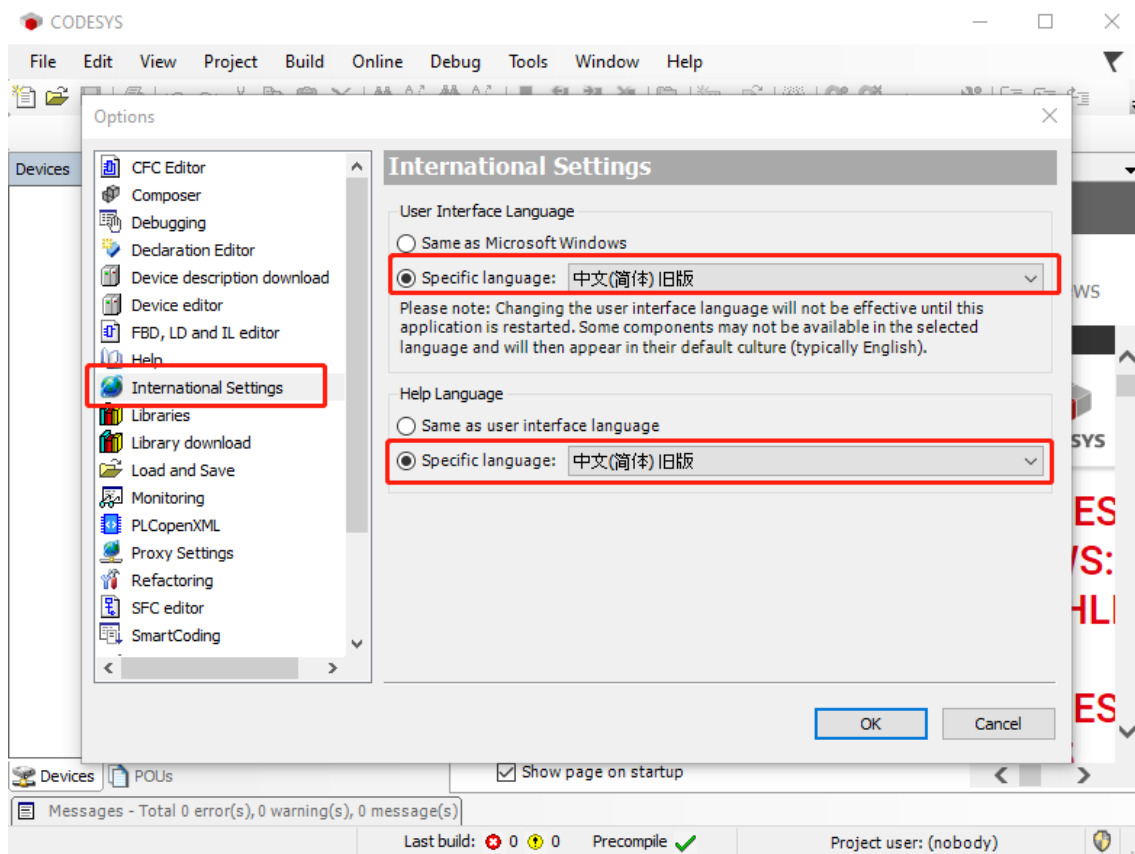 CODESYS
File Edit View Project Build Online Debug Tools Window Help
Options
Devices
CFC Editor
Composer
Debugging
Declaration Editor
Device description download
Device editor
FBD, LD and IL editor
Help
International Settings
Libraries
Library download
Load and Save
Monitoring
PLCopenXML
Proxy Settings
Refactoring
SFC editor
SmartCoding
International Settings
User Interface Language
Same as Microsoft Windows
Specific language: 中文(简体)旧版
Please note: Changing the user interface language will not be effective until this
application is restarted. Some components may not be available in the selected
language and will then appear in their default culture (typically English).
Help Language
Same as user interface language
Specific language: 中文(简体)旧版
OK Cancel
WS
SYS
ES
S:
HL
ES
Devices POUs
Show page on startup
Messages - Total 0 error(s), 0 warning(s), 0 message(s)
Last build: 0 0 Precompile Project user: (nobody)